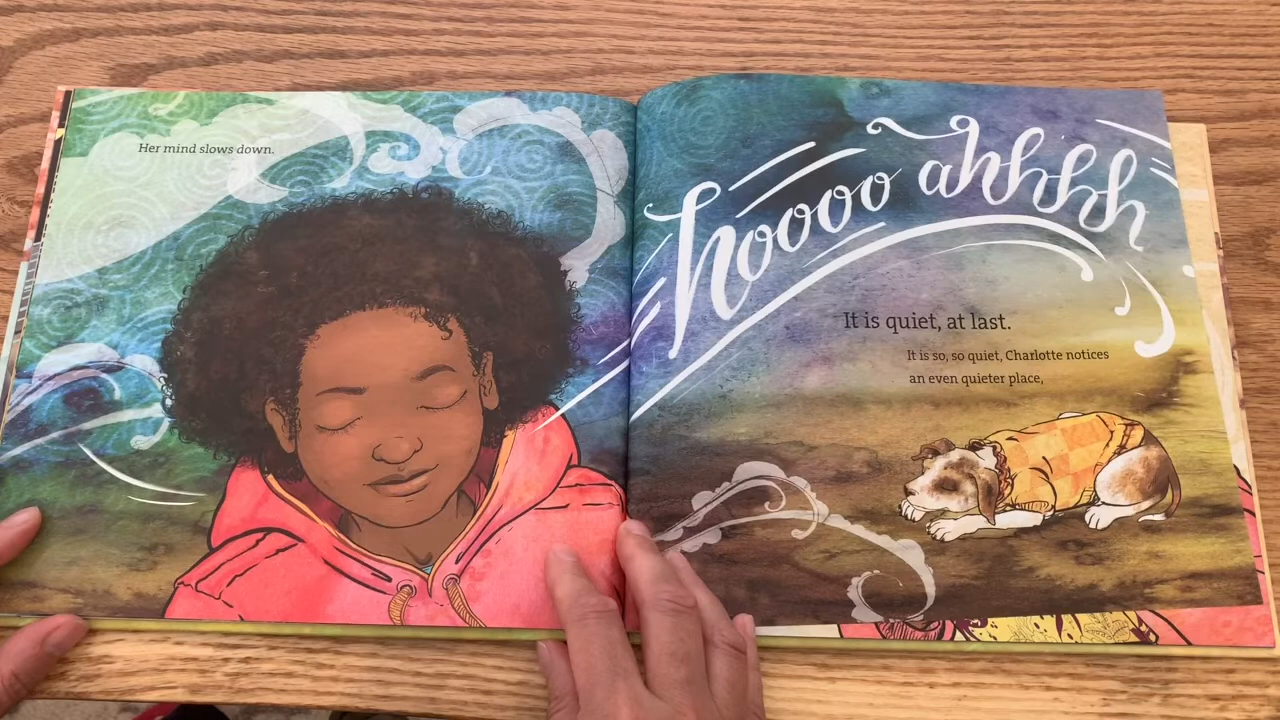 Her mind slows down.
hoooo ahhhh
It is quiet, at last.
It is so, so quiet, Charlotte notices
an even quieter place,